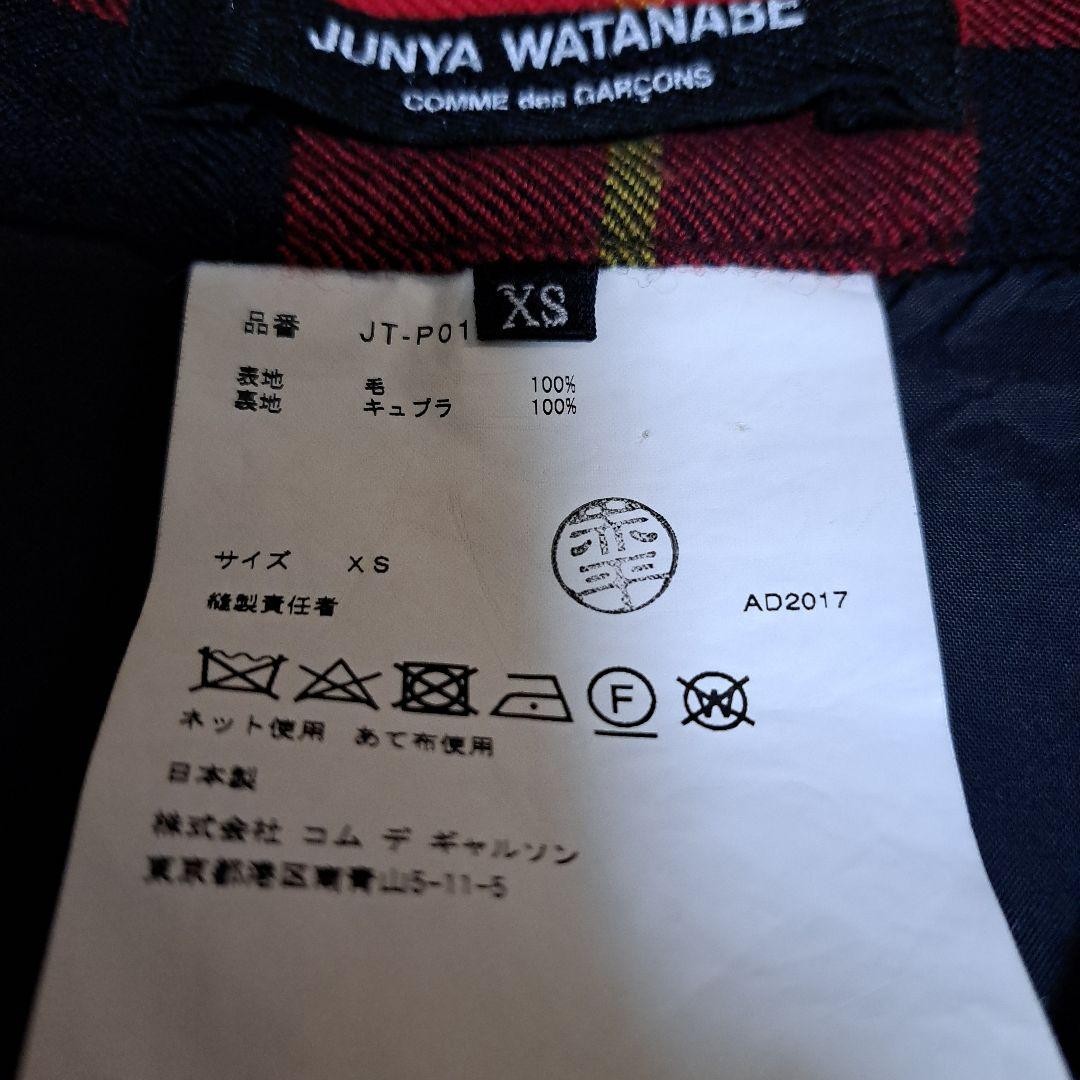 JUNYA WATANABE
COMME des GARÇONS
XS
品番 JT-P01
表地 毛 100%
裏地 キュプラ 100%
サイズ XS
縫製責任者
AD2017
F
W
ネット使用 あて布使用
日本製
株式会社 コム デ ギャルソン
東京都港区南青山5-11-5